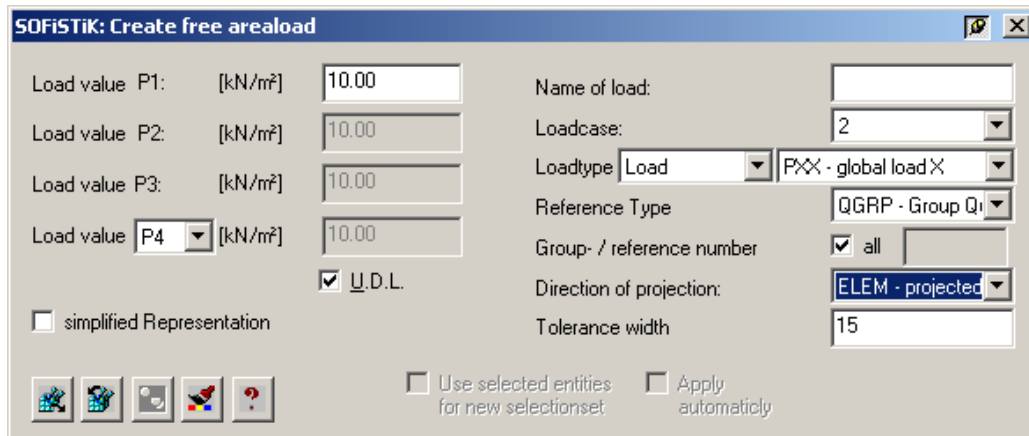 SOFiSTiK: Create free areaload
Load value P1: [kN/m²] 10.00
Load value P2: [kN/m²] 10.00
Load value P3: [kN/m²] 10.00
Load value P4 [kN/m²] 10.00
U.D.L.
simplified Representation
Name of load:
Loadcase: 2
Loadtype Load PXX - global load X
Reference Type QGRP - Group Qu
Group- / reference number all
Direction of projection: ELEM - projected
Tolerance width 15
?
Use selected entities
for new selectionset
Apply
automaticly